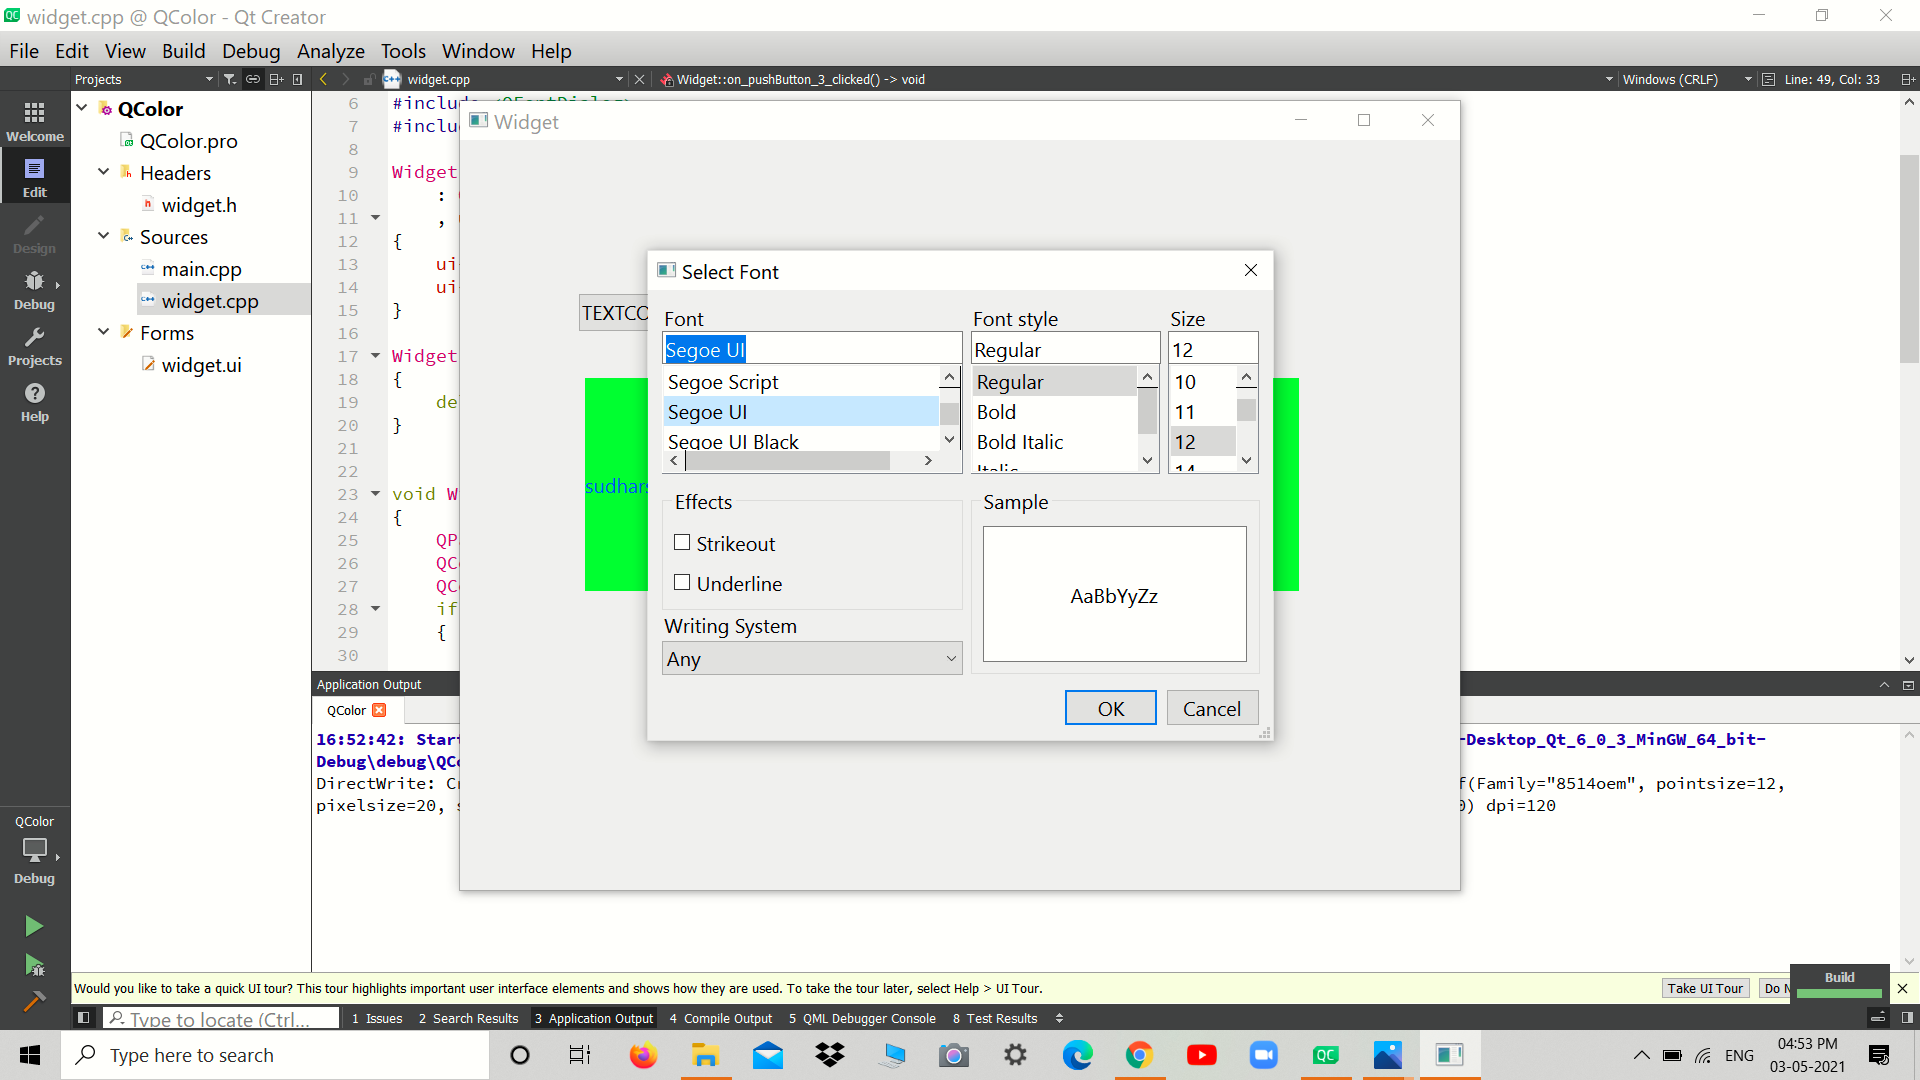 widget.cpp @ QColor - Qt Creator
File Edit View Build Debug Analyze Tools Window Help
Projects
widget.cpp
Widget::on_pushButton_3_clicked() -> void
Windows (CRLF)
Line: 49, Col: 33
Welcome
Edit
Design
Debug
Projects
Help
QColor
QColor.pro
Headers
widget.h
Sources
main.cpp
widget.cpp
Forms
widget.ui
6 #inclu
7 #inclu
8
9 Widget
10 :
11 ,
12 {
13 ui
14 ui
15 }
16
17 Widget
18 {
19 de
20 }
21
22
23 void W
24 {
25 QP
26 QC
27 QC
28 if
29 {
30
Widget
TEXTCO
sudhars
Select Font
Font
Segoe UI
Segoe Script
Segoe UI
Segoe UI Black
Font style
Regular
Regular
Bold
Bold Italic
Italic
Size
12
10
11
12
14
Effects
Strikeout
Underline
Writing System
Any
Sample
AaBbYyZz
OK
Cancel
Application Output
QColor
16:52:42: Start
-Desktop_Qt_6_0_3_MinGW_64_bit-
Debug\debug\QCo
DirectWrite: Cr
f(Family="8514oem", pointsize=12,
pixelsize=20, s
0) dpi=120
QColor
Debug
Would you like to take a quick UI tour? This tour highlights important user interface elements and shows how they are used. To take the tour later, select Help > UI Tour.
Take UI Tour
Do N
Build
Type to locate (Ctrl...
1 Issues
2 Search Results
3 Application Output
4 Compile Output
5 QML Debugger Console
8 Test Results
Type here to search
QC
ENG
04:53 PM
03-05-2021